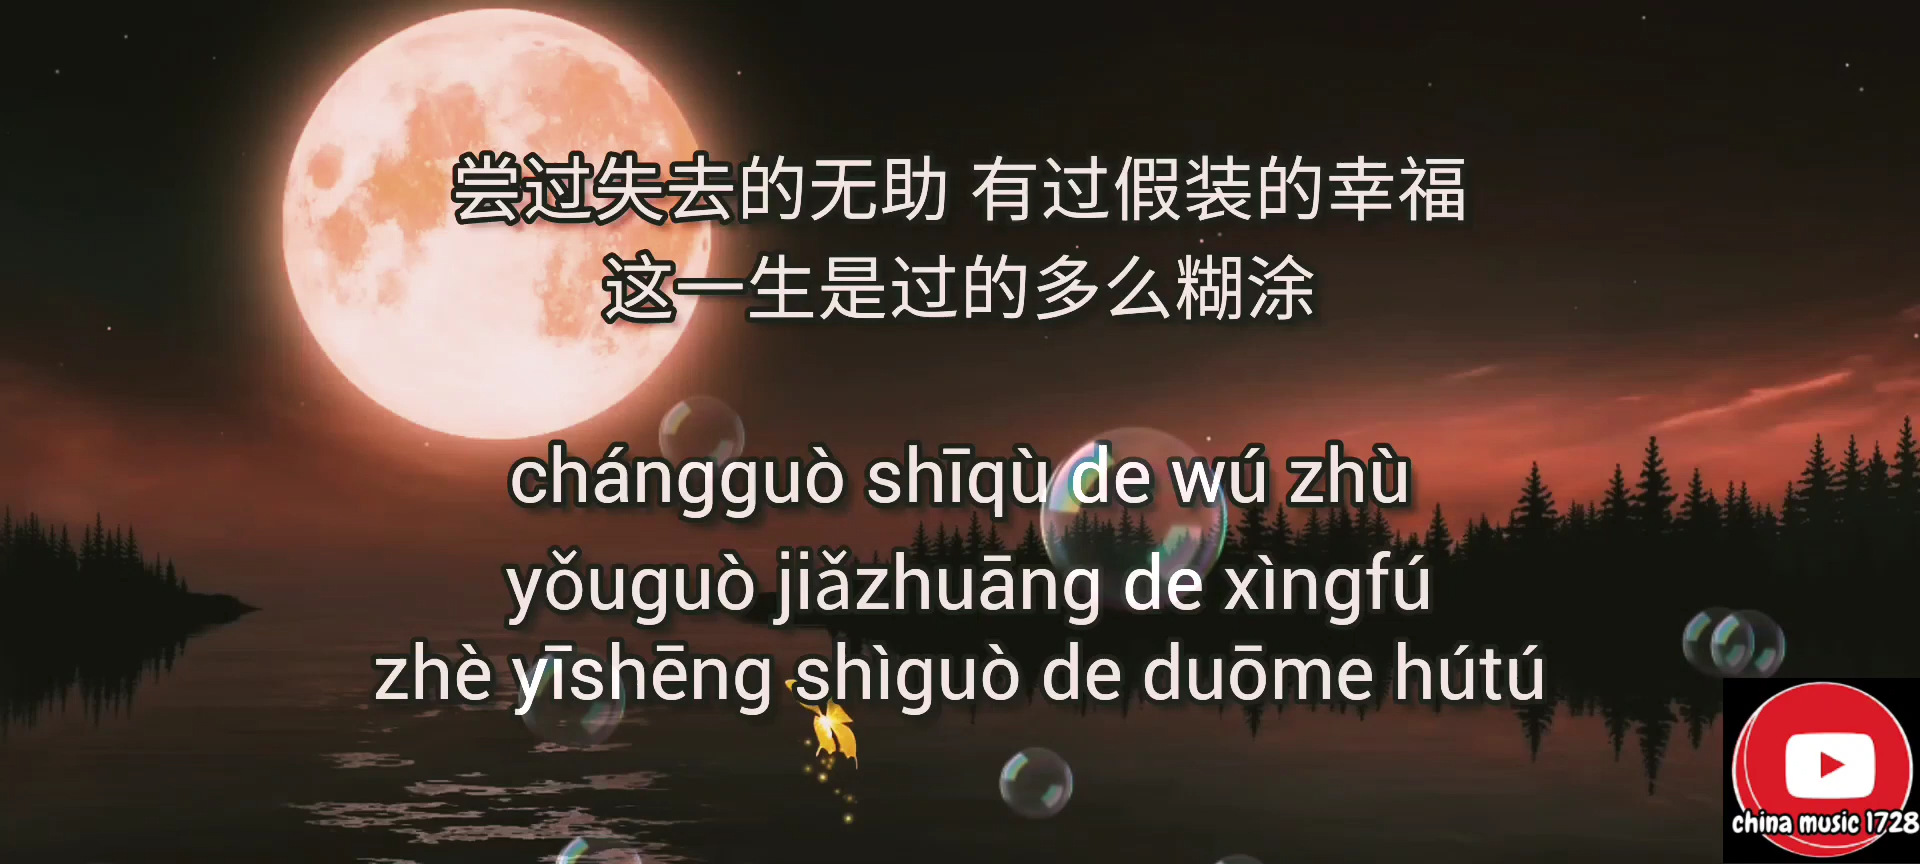 尝过失去的无助 有过假装的幸福
这一生是过的多么糊涂
chángguò shīqù de wú zhù
yǒuguò jiǎzhuāng de xìngfú
zhè yīshēng shìguò de duōme hútú
china music 1728